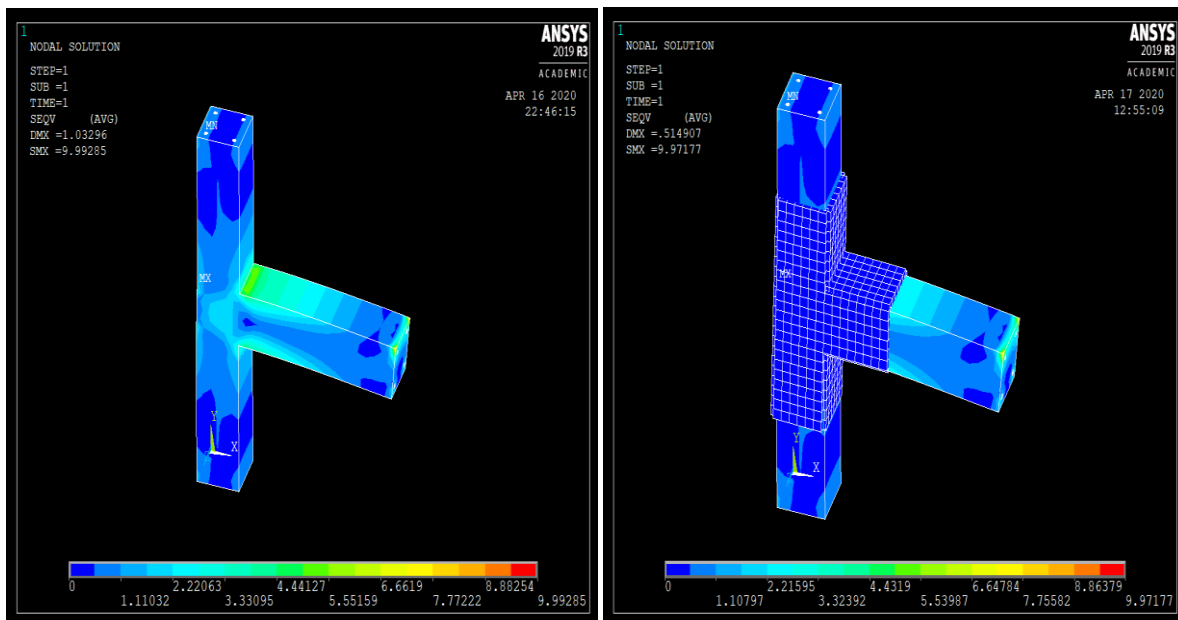 1
NODAL SOLUTION
STEP=1
SUB =1
TIME=1
SEQV (AVG)
DMX =1.03296
SMX =9.99285
ANSYS
2019 R3
ACADEMIC
APR 16 2020
22:46:15
MN
MX
Y
X
0 2.22063 4.44127 6.6619 8.88254
1.11032 3.33095 5.55159 7.77222 9.99285
1
NODAL SOLUTION
STEP=1
SUB =1
TIME=1
SEQV (AVG)
DMX =.514907
SMX =9.97177
ANSYS
2019 R3
ACADEMIC
APR 17 2020
12:55:09
MN
MX
Y
X
0 2.21595 4.4319 6.64784 8.86379
1.10797 3.32392 5.53987 7.75582 9.97177